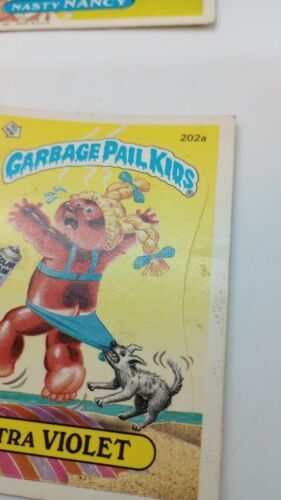 NASTY NANCY
202a
GARBAGE PAIL KIDS
TRA VIOLET